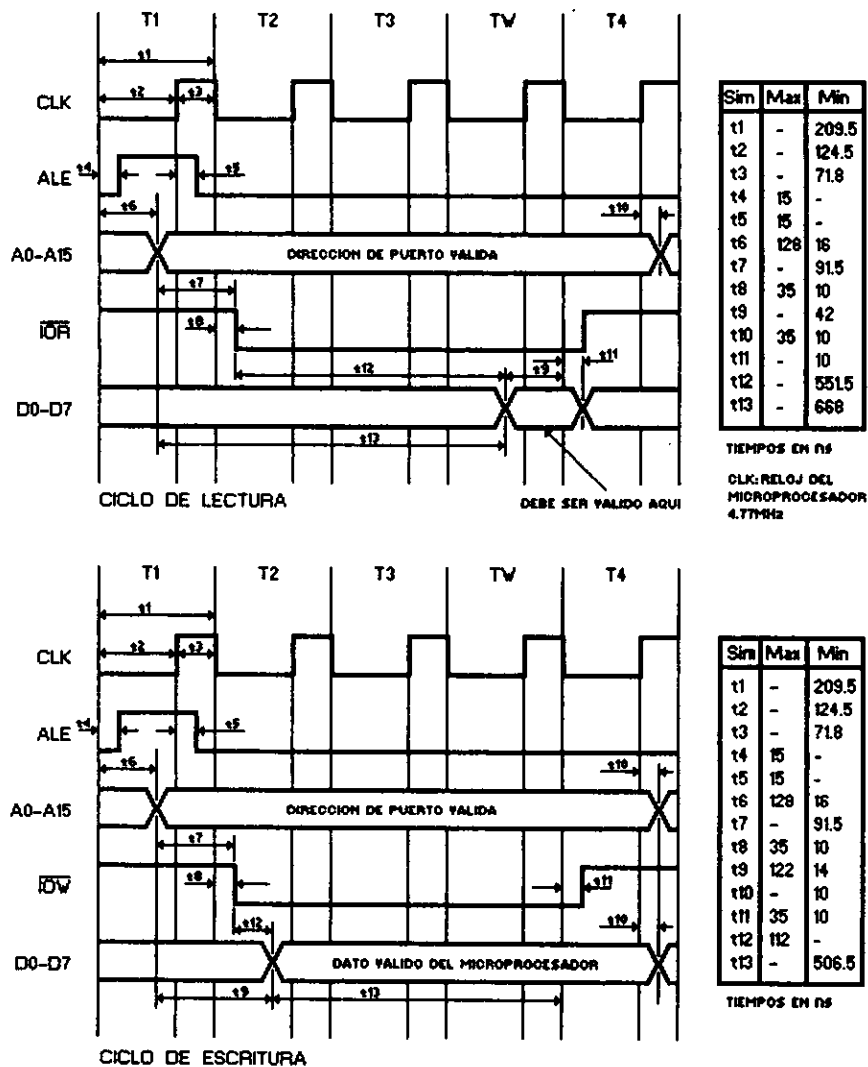 T1 T2 T3 TW T4
t1
t2 t3
CLK
t4 t5
ALE
t6 t10
A0-A15 DIRECCION DE PUERTO VALIDA
t7
IOR
t8 t11
t12 t9
D0-D7
t13
CICLO DE LECTURA
DEBE SER VALIDO AQUI
Sim Max Min
t1 - 209.5
t2 - 124.5
t3 - 71.8
t4 15 -
t5 15 -
t6 128 16
t7 - 91.5
t8 35 10
t9 - 42
t10 35 10
t11 - 10
t12 - 551.5
t13 - 668
TIEMPOS EN ns
CLK: RELOJ DEL
MICROPROCESADOR
4.77MHz
T1 T2 T3 TW T4
t1
t2 t3
CLK
t4 t5
ALE
t6 t10
A0-A15 DIRECCION DE PUERTO VALIDA
t7
IOW
t8 t11
t12 t10
D0-D7 DATO VALIDO DEL MICROPROCESADOR
t9 t13
CICLO DE ESCRITURA
Sim Max Min
t1 - 209.5
t2 - 124.5
t3 - 71.8
t4 15 -
t5 15 -
t6 128 16
t7 - 91.5
t8 35 10
t9 122 14
t10 - 10
t11 35 10
t12 112 -
t13 - 506.5
TIEMPOS EN ns